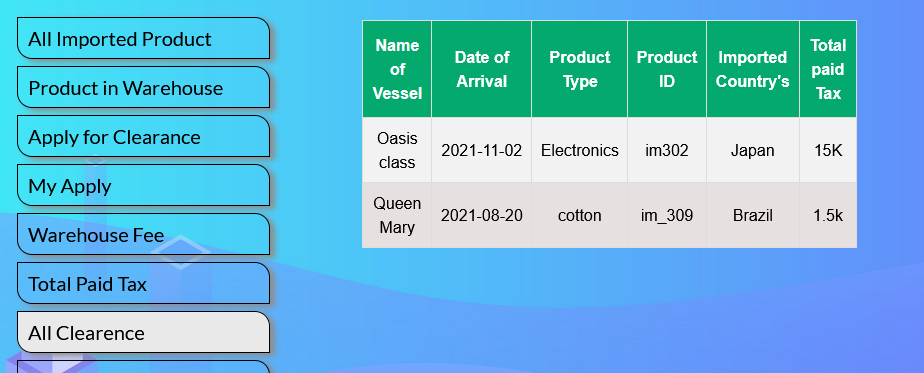 All Imported Product
Product in Warehouse
Apply for Clearance
My Apply
Warehouse Fee
Total Paid Tax
All Clearence
Name of Vessel Date of Arrival Product Type Product ID Imported Country's Total paid Tax
Oasis class 2021-11-02 Electronics im302 Japan 15K
Queen Mary 2021-08-20 cotton im_309 Brazil 1.5k